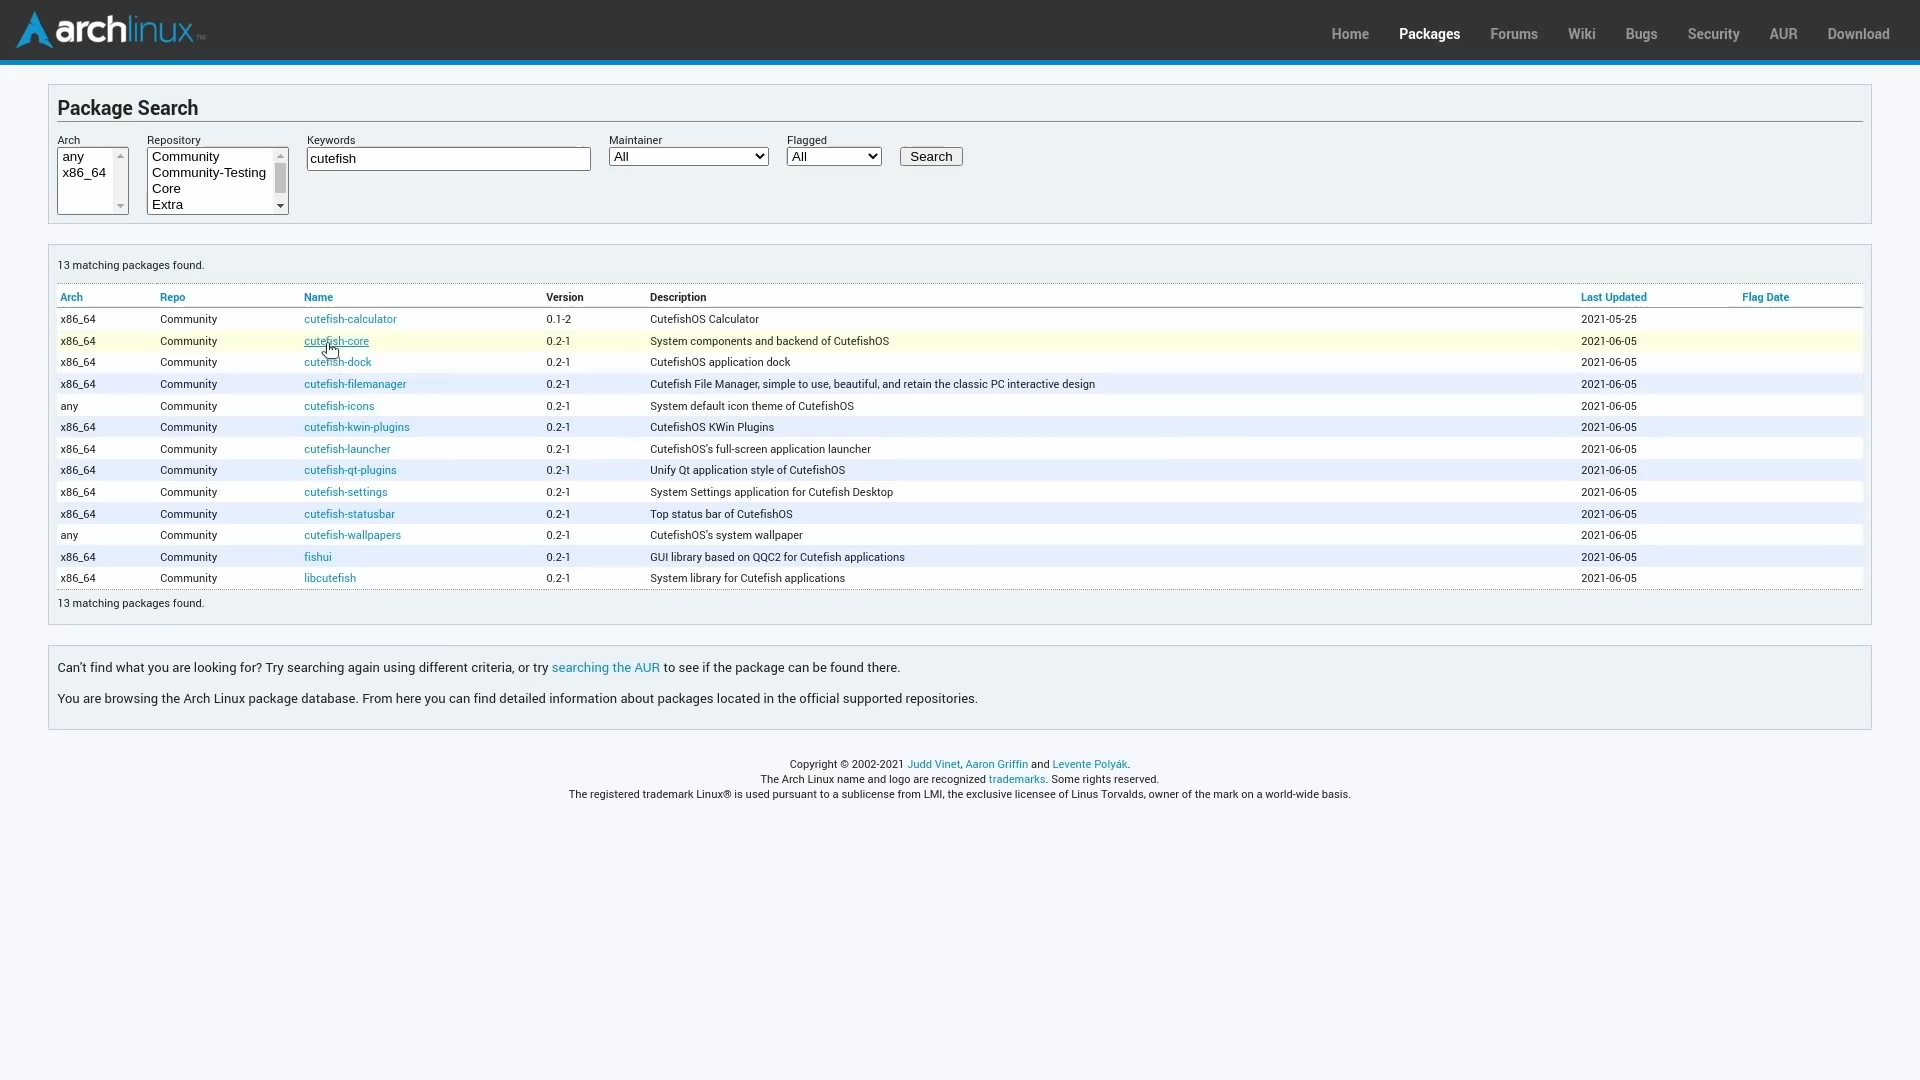 archlinux™
Home Packages Forums Wiki Bugs Security AUR Download
Package Search
Arch Repository Keywords Maintainer Flagged
any
x86_64
Community
Community-Testing
Core
Extra
cutefish
All
All
Search
13 matching packages found.
Arch Repo Name Version Description Last Updated Flag Date
x86_64 Community cutefish-calculator 0.1-2 CutefishOS Calculator 2021-05-25
x86_64 Community cutefish-core 0.2-1 System components and backend of CutefishOS 2021-06-05
x86_64 Community cutefish-dock 0.2-1 CutefishOS application dock 2021-06-05
x86_64 Community cutefish-filemanager 0.2-1 Cutefish File Manager, simple to use, beautiful, and retain the classic PC interactive design 2021-06-05
any Community cutefish-icons 0.2-1 System default icon theme of CutefishOS 2021-06-05
x86_64 Community cutefish-kwin-plugins 0.2-1 CutefishOS KWin Plugins 2021-06-05
x86_64 Community cutefish-launcher 0.2-1 CutefishOS's full-screen application launcher 2021-06-05
x86_64 Community cutefish-qt-plugins 0.2-1 Unify Qt application style of CutefishOS 2021-06-05
x86_64 Community cutefish-settings 0.2-1 System Settings application for Cutefish Desktop 2021-06-05
x86_64 Community cutefish-statusbar 0.2-1 Top status bar of CutefishOS 2021-06-05
any Community cutefish-wallpapers 0.2-1 CutefishOS's system wallpaper 2021-06-05
x86_64 Community fishui 0.2-1 GUI library based on QQC2 for Cutefish applications 2021-06-05
x86_64 Community libcutefish 0.2-1 System library for Cutefish applications 2021-06-05
13 matching packages found.
Can't find what you are looking for? Try searching again using different criteria, or try searching the AUR to see if the package can be found there.
You are browsing the Arch Linux package database. From here you can find detailed information about packages located in the official supported repositories.
Copyright © 2002-2021 Judd Vinet, Aaron Griffin and Levente Polyák.
The Arch Linux name and logo are recognized trademarks. Some rights reserved.
The registered trademark Linux® is used pursuant to a sublicense from LMI, the exclusive licensee of Linus Torvalds, owner of the mark on a world-wide basis.